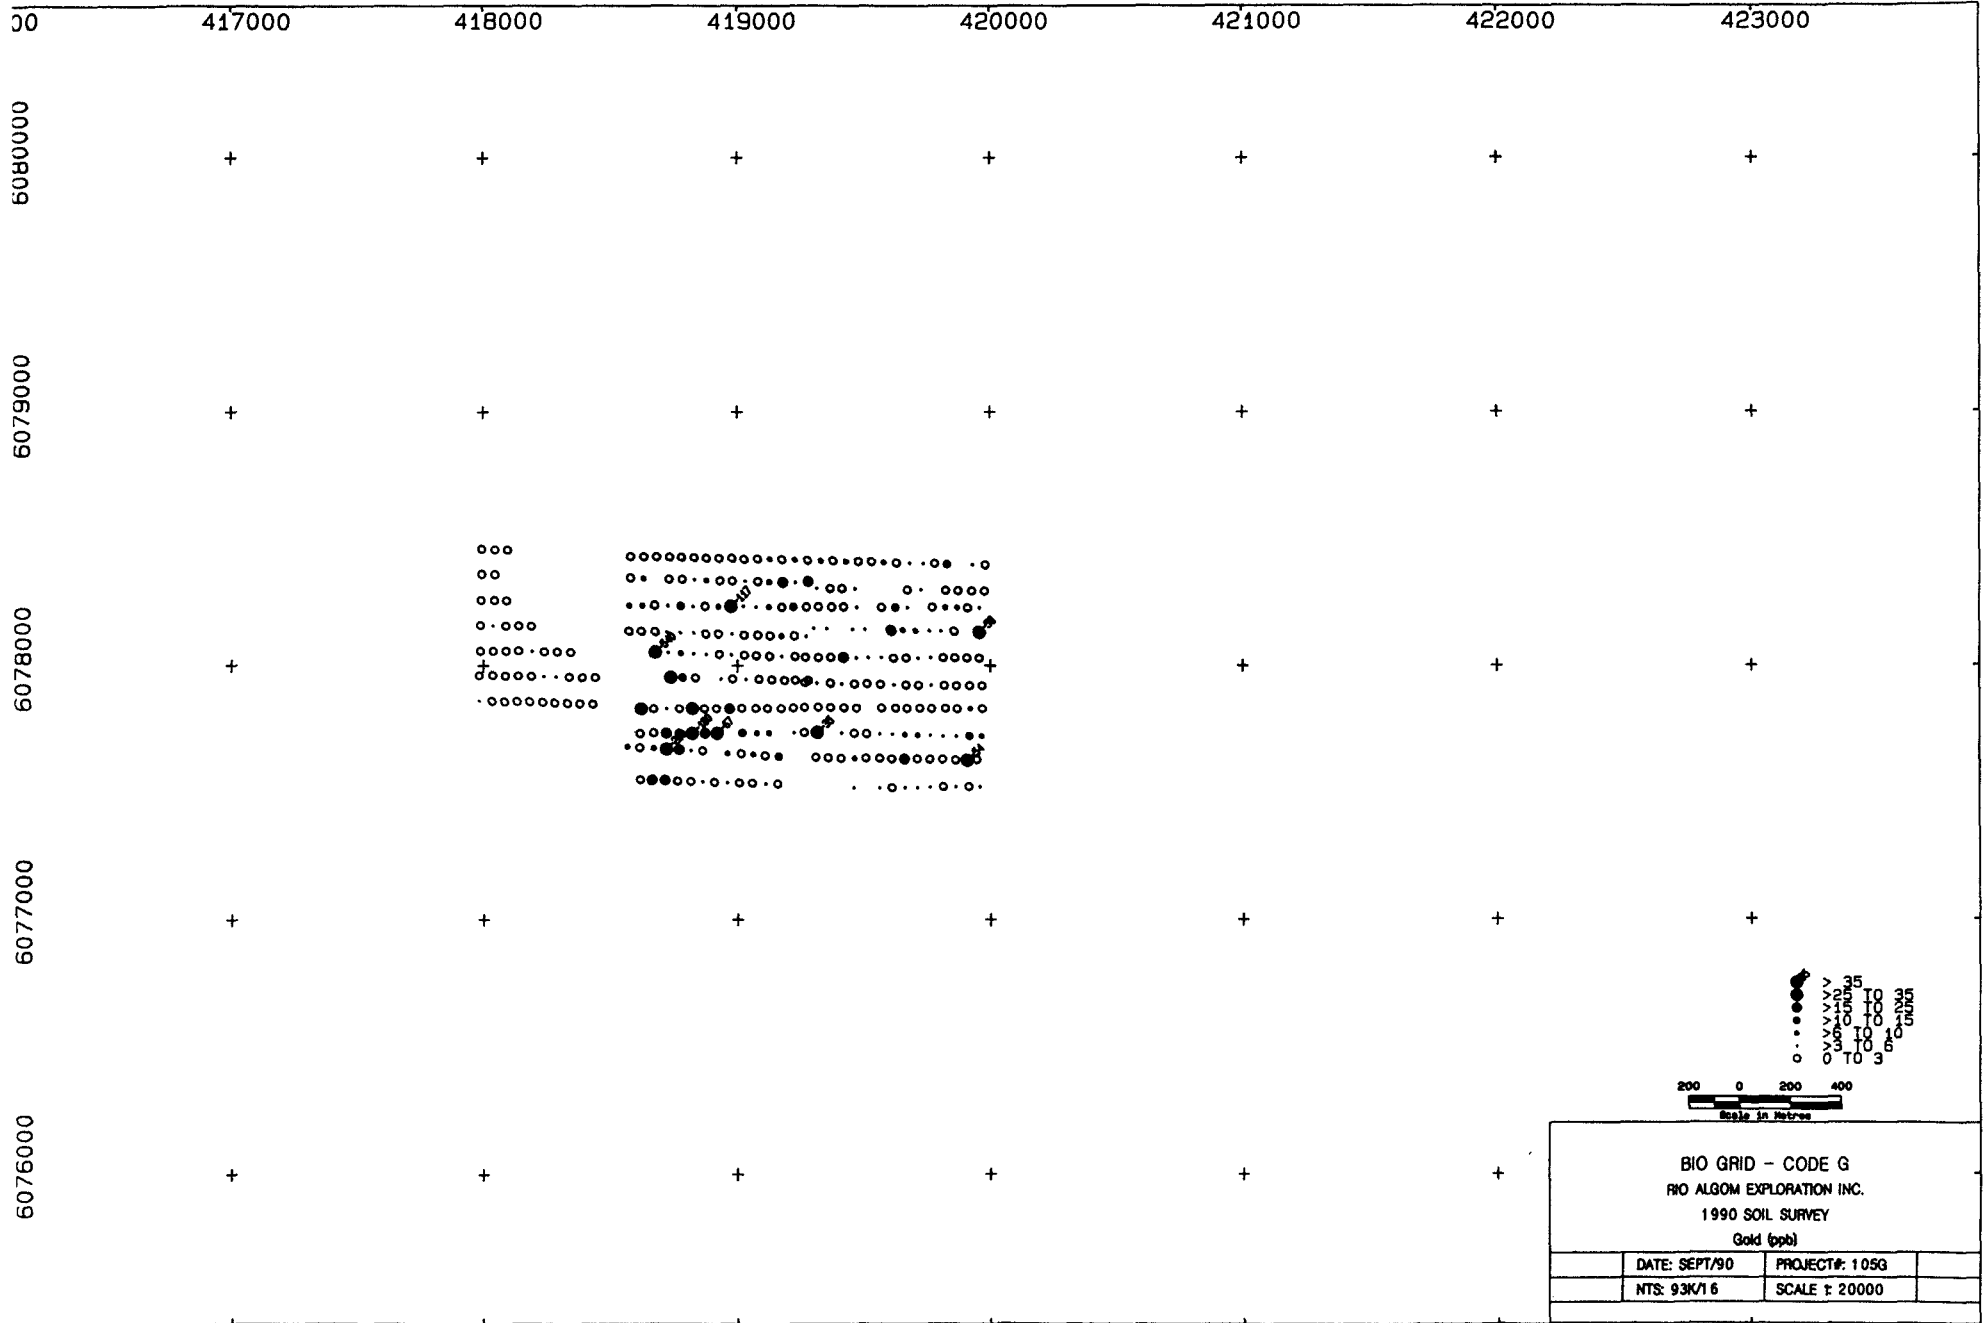 00 417000 418000 419000 420000 421000 422000 423000
6080000
6079000
6078000
6077000
6076000
117
> 35
>25 TO 35
>15 TO 25
>10 TO 15
>6 TO 10
>3 TO 6
0 TO 3
200 0 200 400
Scale in Metres
BIO GRID - CODE G
RIO ALGOM EXPLORATION INC.
1990 SOIL SURVEY
Gold (ppb)
DATE: SEPT/90 PROJECT#: 105G
NTS: 93K/16 SCALE 1: 20000